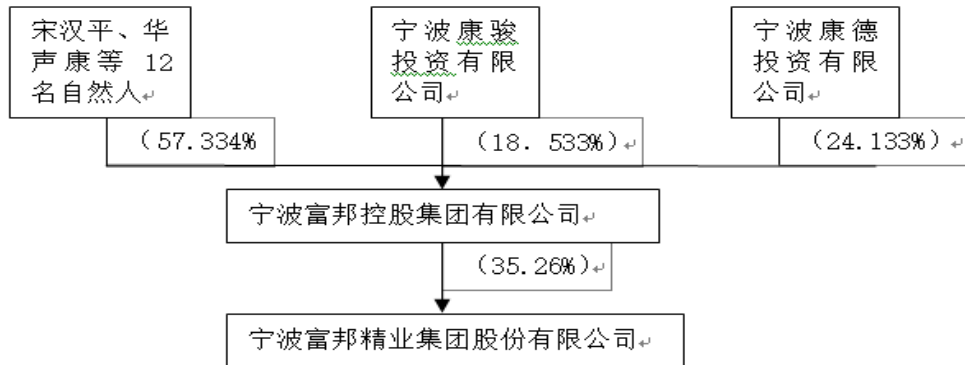 宋汉平、华
声康等 12
名自然人
宁波康骏
投资有限
公司
宁波康德
投资有限
公司
(57.334%
(18. 533%)
(24.133%)
宁波富邦控股集团有限公司
(35.26%)
宁波富邦精业集团股份有限公司